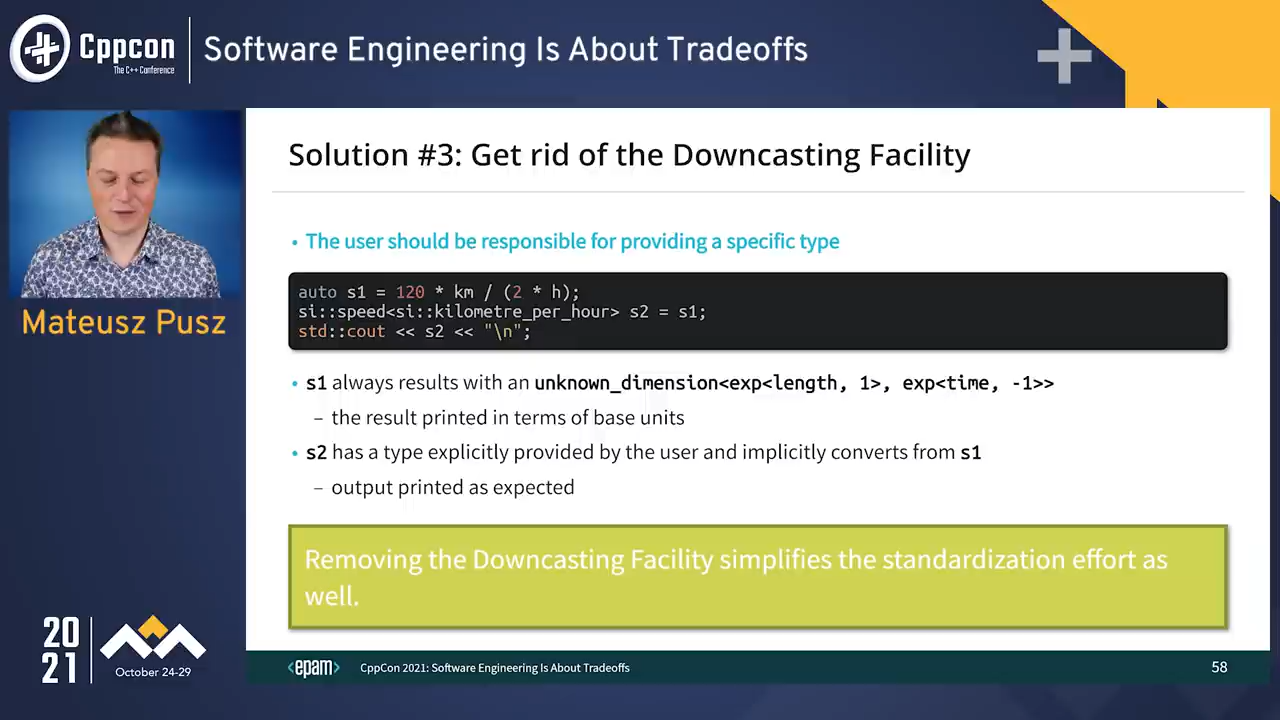 Cppcon
The C++ Conference
Software Engineering Is About Tradeoffs
Mateusz Pusz
Solution #3: Get rid of the Downcasting Facility
• The user should be responsible for providing a specific type
auto s1 = 120 * km / (2 * h);
si::speed<si::kilometre_per_hour> s2 = s1;
std::cout << s2 << "\n";
• s1 always results with an unknown_dimension<exp<length, 1>, exp<time, -1>>
– the result printed in terms of base units
• s2 has a type explicitly provided by the user and implicitly converts from s1
– output printed as expected
Removing the Downcasting Facility simplifies the standardization effort as
well.
20
21
October 24-29
<epam>
CppCon 2021: Software Engineering Is About Tradeoffs
58